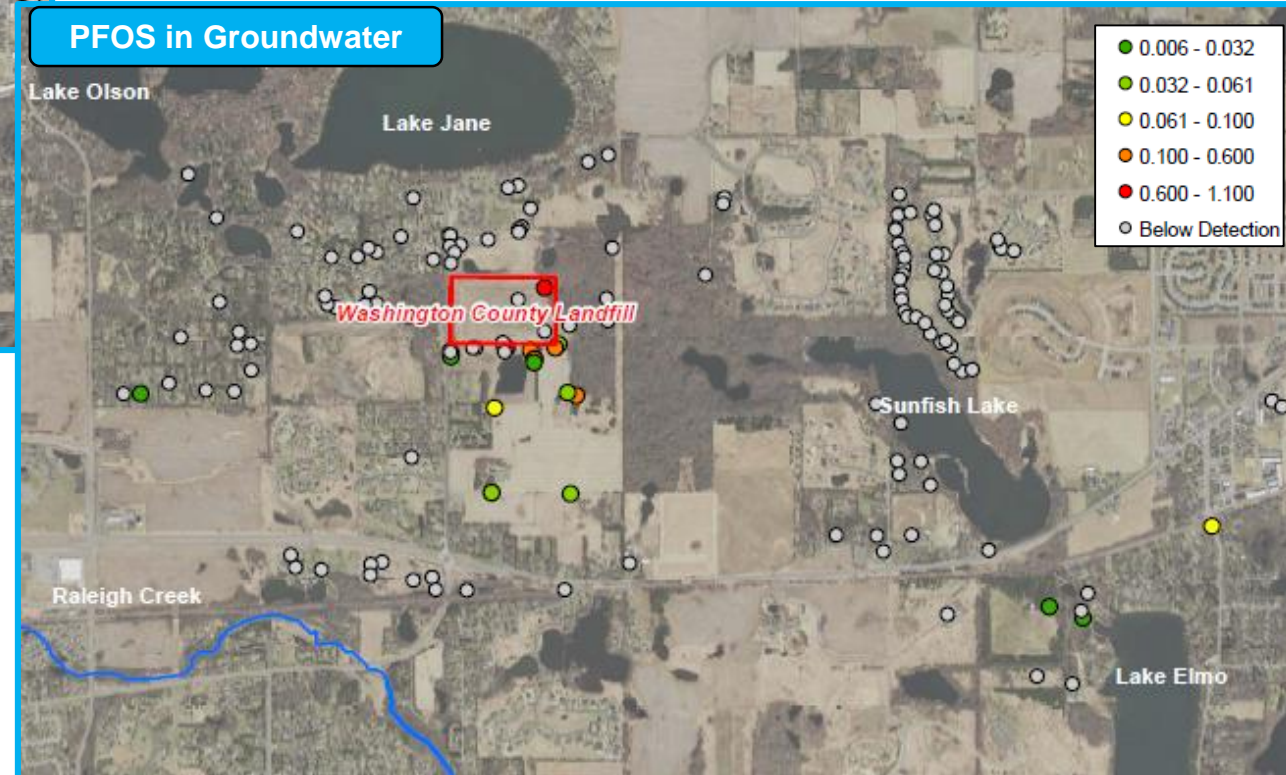 PFOS in Groundwater
0.006 - 0.032
0.032 - 0.061
0.061 - 0.100
0.100 - 0.600
0.600 - 1.100
Below Detection
Lake Olson
Lake Jane
Washington County Landfill
Sunfish Lake
Raleigh Creek
Lake Elmo